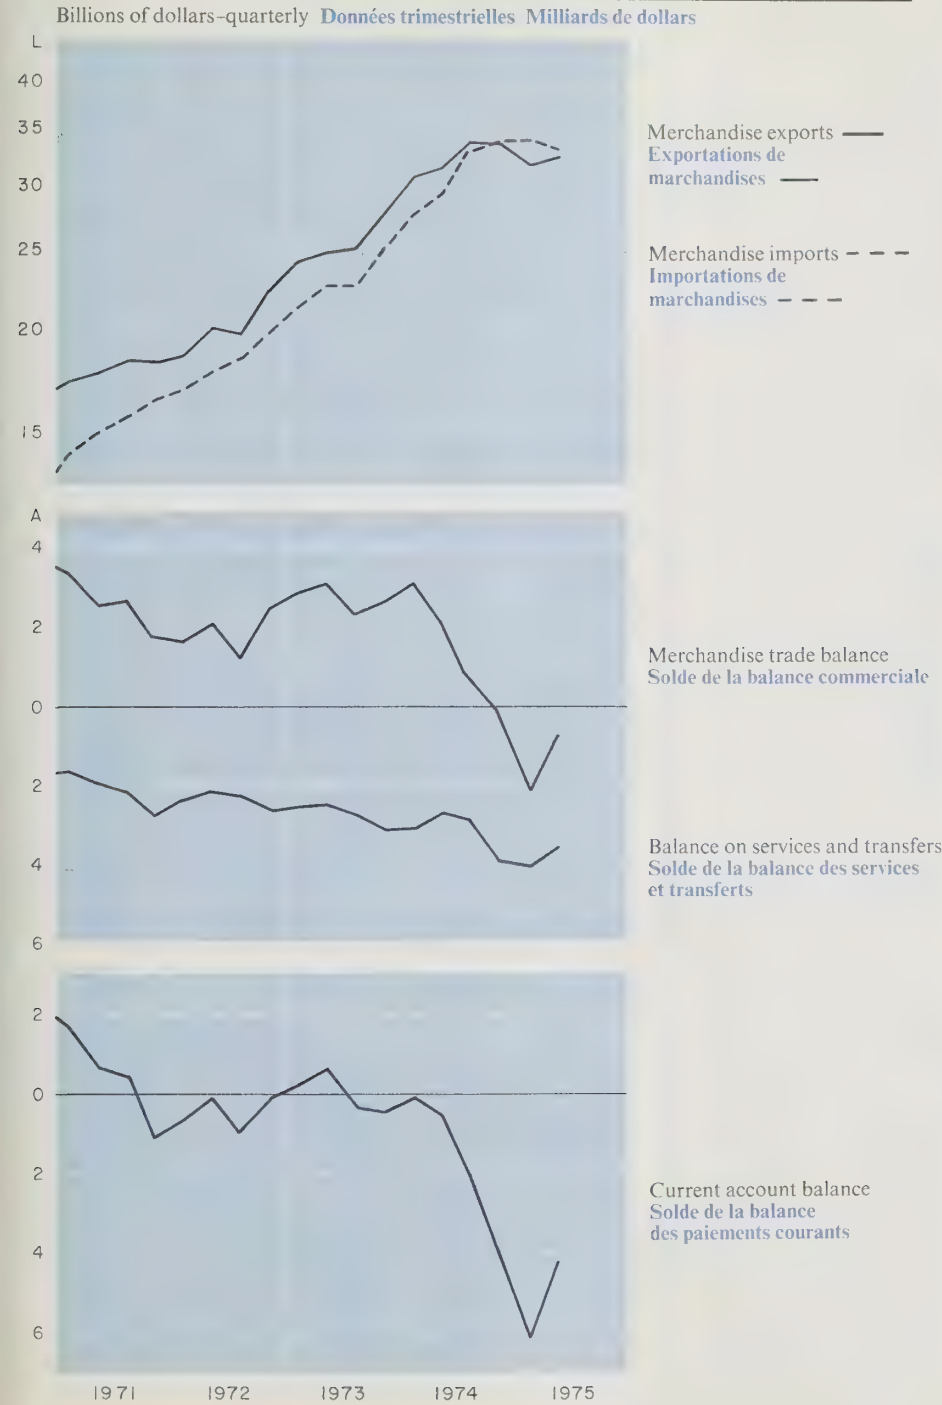 Billions of dollars-quarterly Données trimestrielles Milliards de dollars
L
40
35
30
25
20
15
Merchandise exports
Exportations de
marchandises
Merchandise imports
Importations de
marchandises
A
4
2
0
2
4
6
Merchandise trade balance
Solde de la balance commerciale
Balance on services and transfers
Solde de la balance des services
et transferts
2
0
2
4
6
Current account balance
Solde de la balance
des paiements courants
1971 1972 1973 1974 1975